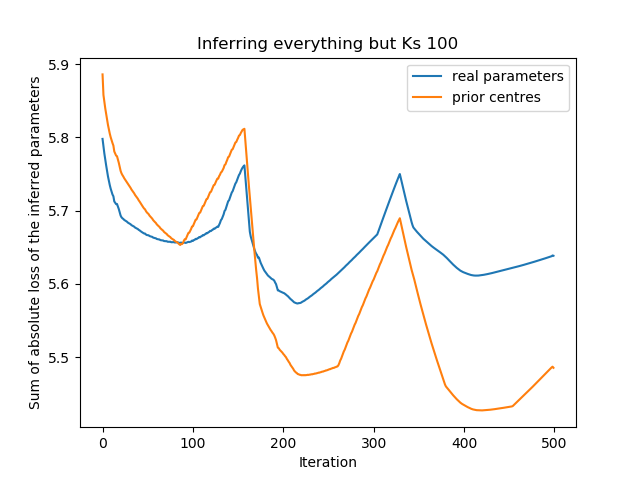 Inferring everything but Ks 100
Sum of absolute loss of the inferred parameters
5.9
5.8
5.7
5.6
5.5
real parameters
prior centres
0
100
200
300
400
500
Iteration